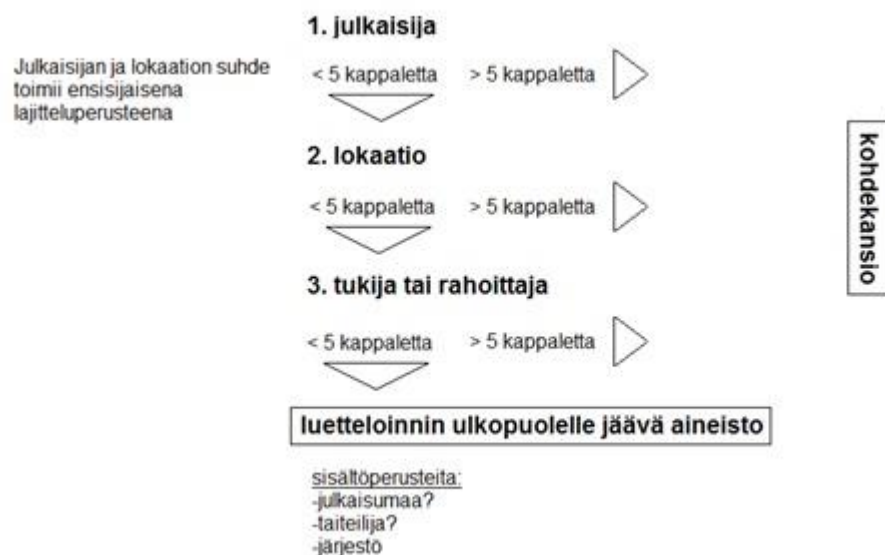 1. julkaisija
Julkaisijan ja lokaation suhde
toimii ensisijaisena
lajitteluperusteena
< 5 kappaletta > 5 kappaletta
2. lokaatio
< 5 kappaletta > 5 kappaletta
kohdekansio
3. tukija tai rahoittaja
< 5 kappaletta > 5 kappaletta
luetteloinnin ulkopuolelle jäävä aineisto
sisältöperusteita:
-julkaisumaa?
-taiteilija?
-järjestö